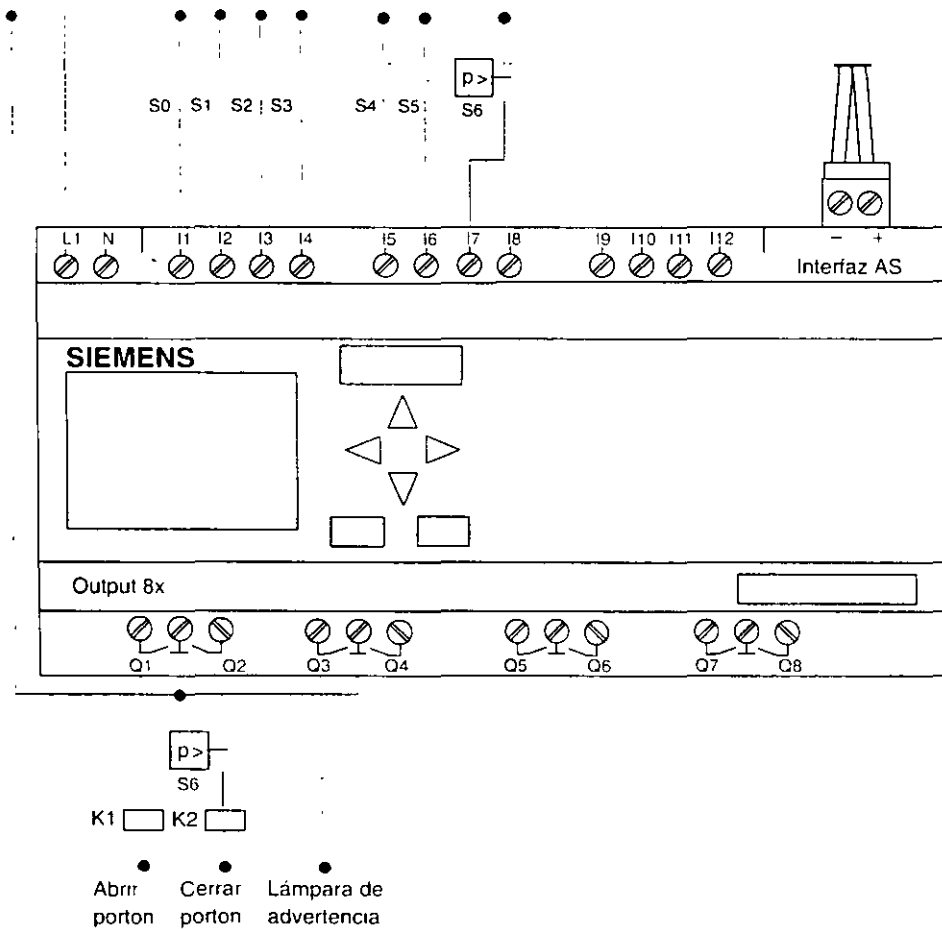 p>
S0 S1 S2 S3 S4 S5 S6
L1 N I1 I2 I3 I4 I5 I6 I7 I8 I9 I10 I11 I12 − +
Interfaz AS
SIEMENS
Output 8x
Q1 Q2 Q3 Q4 Q5 Q6 Q7 Q8
p>
S6
K1 K2
Abrir Cerrar Lámpara de
porton porton advertencia